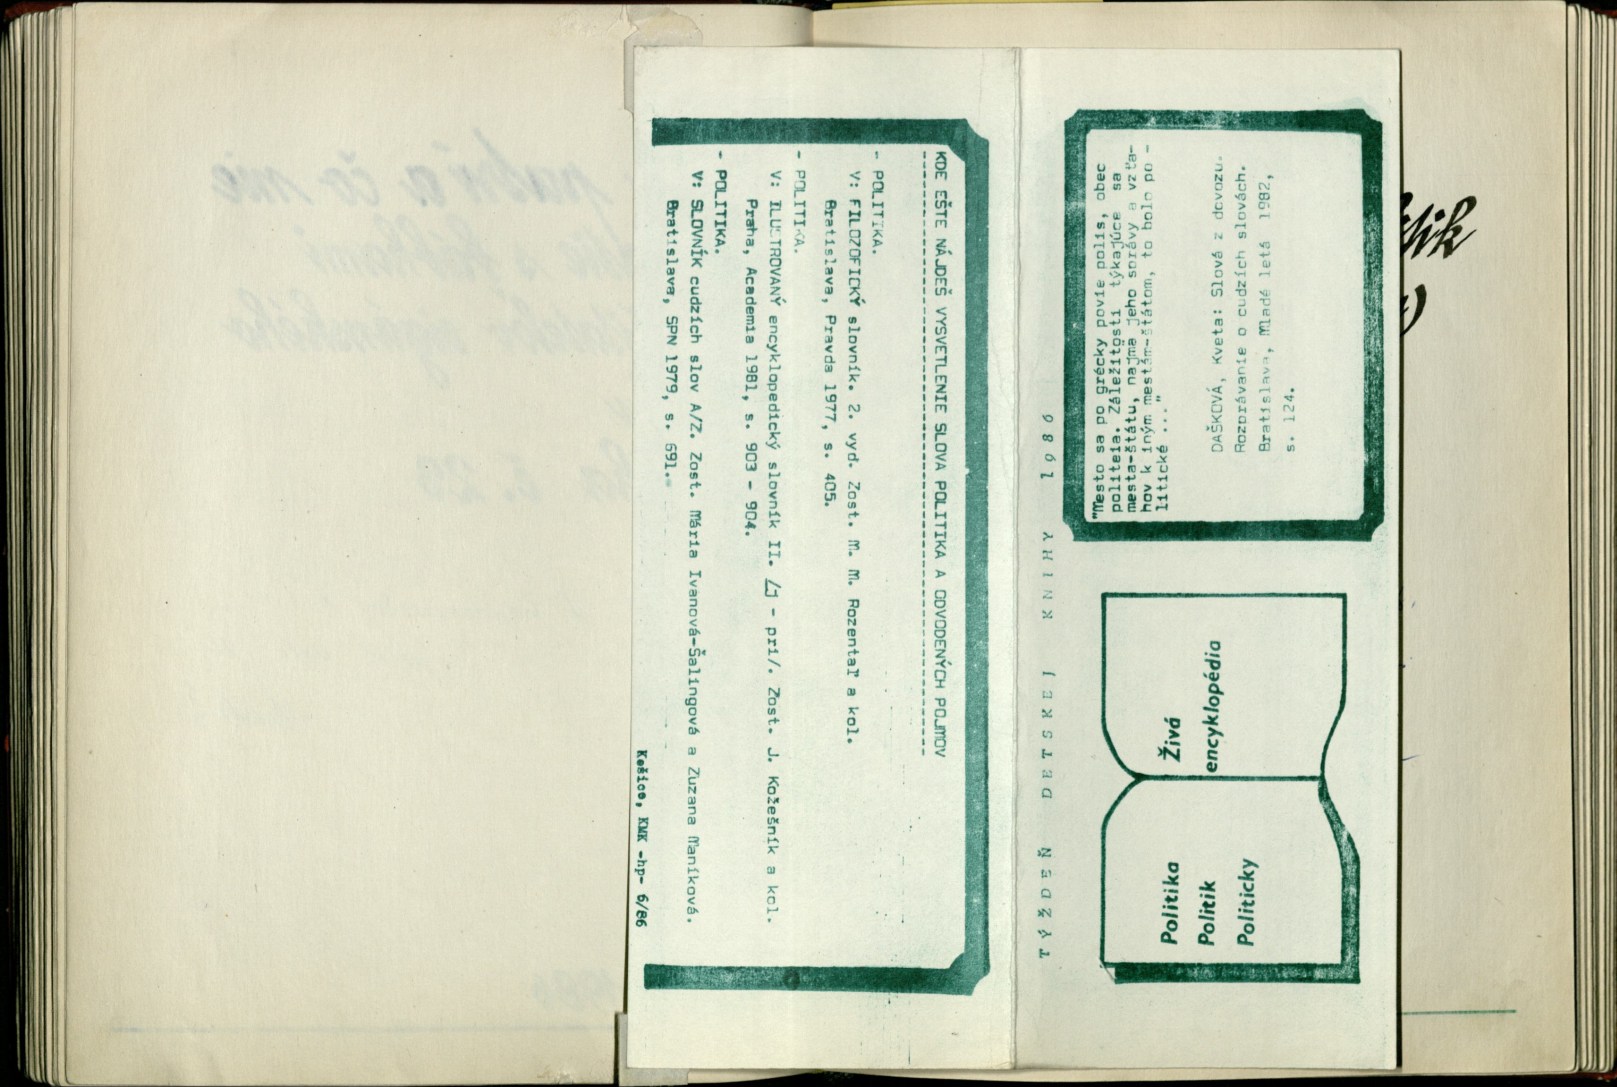 TÝŽDEŇ DETSKEJ KNIHY 1986
Politika
Politik
Politicky
Živá
encyklopédia
"Mesto sa po grécky povie polis, obec
politeia. Záležitosti týkajúce sa
mesta-štátu, najmä jeho správy a vzťa-
hov k iným mestám-štátom, to bolo po -
litické ..."
DAŠKOVÁ, Kveta: Slová z dovozu.
Rozprávanie o cudzích slovách.
Bratislava, Mladé letá 1982,
s. 124.
KDE EŠTE NÁJDEŠ VYSVETLENIE SLOVA POLITIKA A ODVODENÝCH POJMOV
- POLITIKA.
V: FILOZOFICKÝ slovník. 2. vyd. Zost. M. M. Rozentaľ a kol.
Bratislava, Pravda 1977, s. 405.
- POLITIKA.
V: ILUSTROVANÝ encyklopedický slovník II. /J - pri/. Zost. J. Kožešník a kol.
Praha, Academia 1981, s. 903 - 904.
- POLITIKA.
V: SLOVNÍK cudzích slov A/Z. Zost. Mária Ivanová-Šalingová a Zuzana Maníková.
Bratislava, SPN 1979, s. 691.
Košice, KMK -hp- 6/86